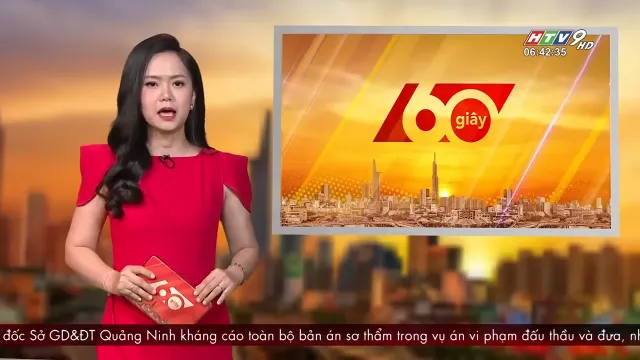 HTV9 HD
06:42:35
60 giây
60
đốc Sở GD&ĐT Quảng Ninh kháng cáo toàn bộ bản án sơ thẩm trong vụ án vi phạm đấu thầu và đưa, nh